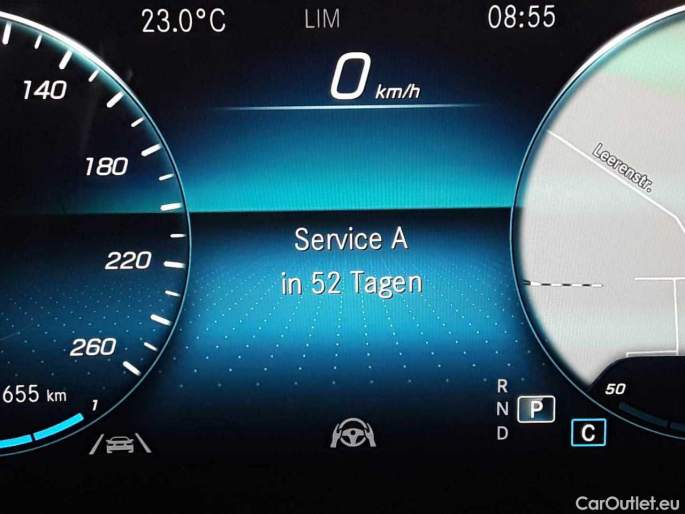 23.0°C LIM 08:55
0 km/h
140
180
220
260
655 km
1
Service A
in 52 Tagen
Leerenstr.
50
R
N P
D C
CarOutlet.eu